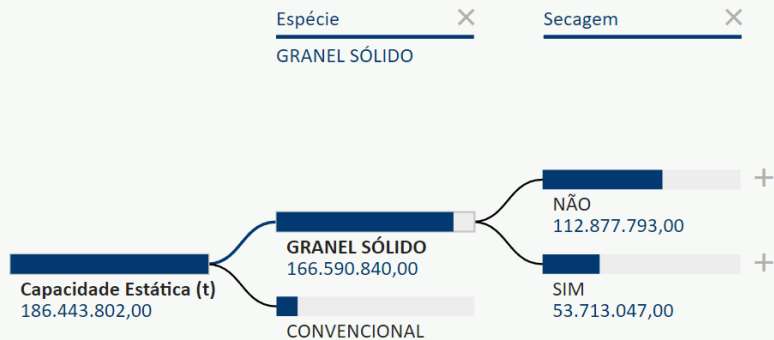 Espécie
Secagem
GRANEL SÓLIDO
NÃO
112.877.793,00
GRANEL SÓLIDO
166.590.840,00
Capacidade Estática (t)
186.443.802,00
SIM
53.713.047,00
CONVENCIONAL